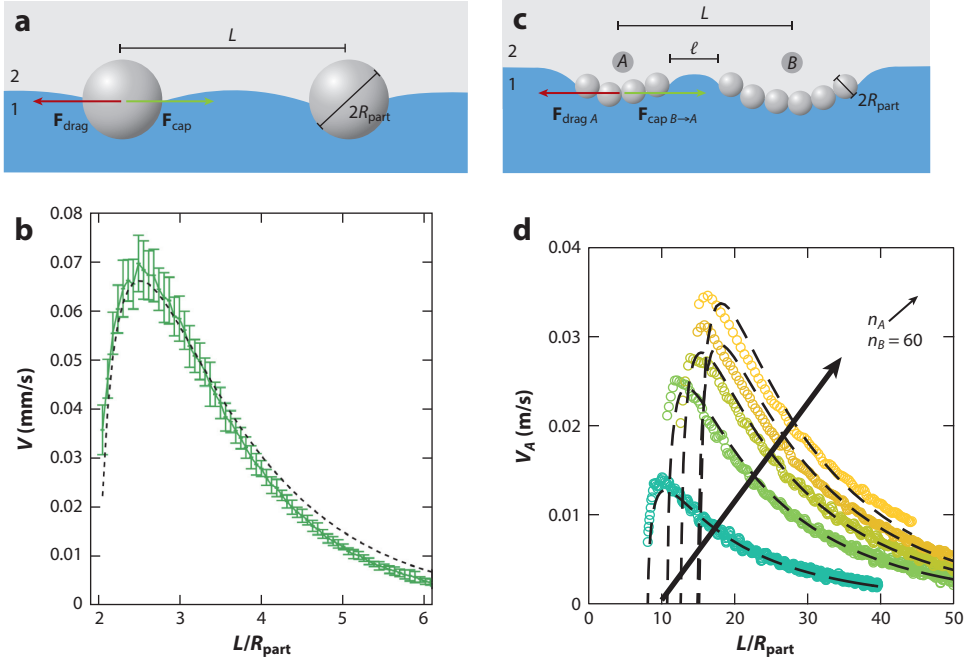 a
L
2
1
F drag
F cap
2R part
c
L
ℓ
A
B
2
1
F drag A
F cap B→A
2R part
b
0.08
0.07
0.06
0.05
0.04
0.03
0.02
0.01
0
V (mm/s)
2
3
4
5
6
L/R part
d
0.04
0.03
0.02
0.01
0
V A (m/s)
n A
n B = 60
0
10
20
30
40
50
L/R part